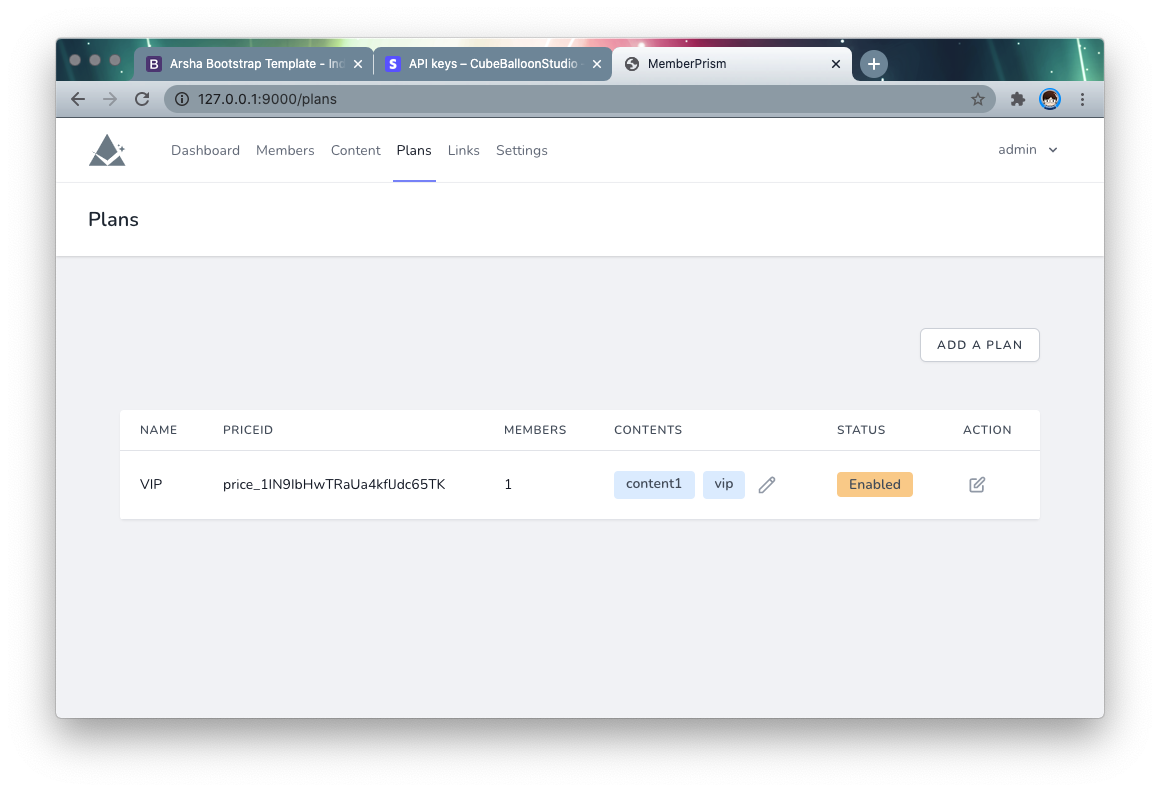 Arsha Bootstrap Template - Ind
API keys – CubeBalloonStudio
MemberPrism
127.0.0.1:9000/plans
Dashboard Members Content Plans Links Settings admin
Plans
ADD A PLAN
NAME PRICEID MEMBERS CONTENTS STATUS ACTION
VIP price_1IN9IbHwTRaUa4kfUdc65TK 1 content1 vip Enabled